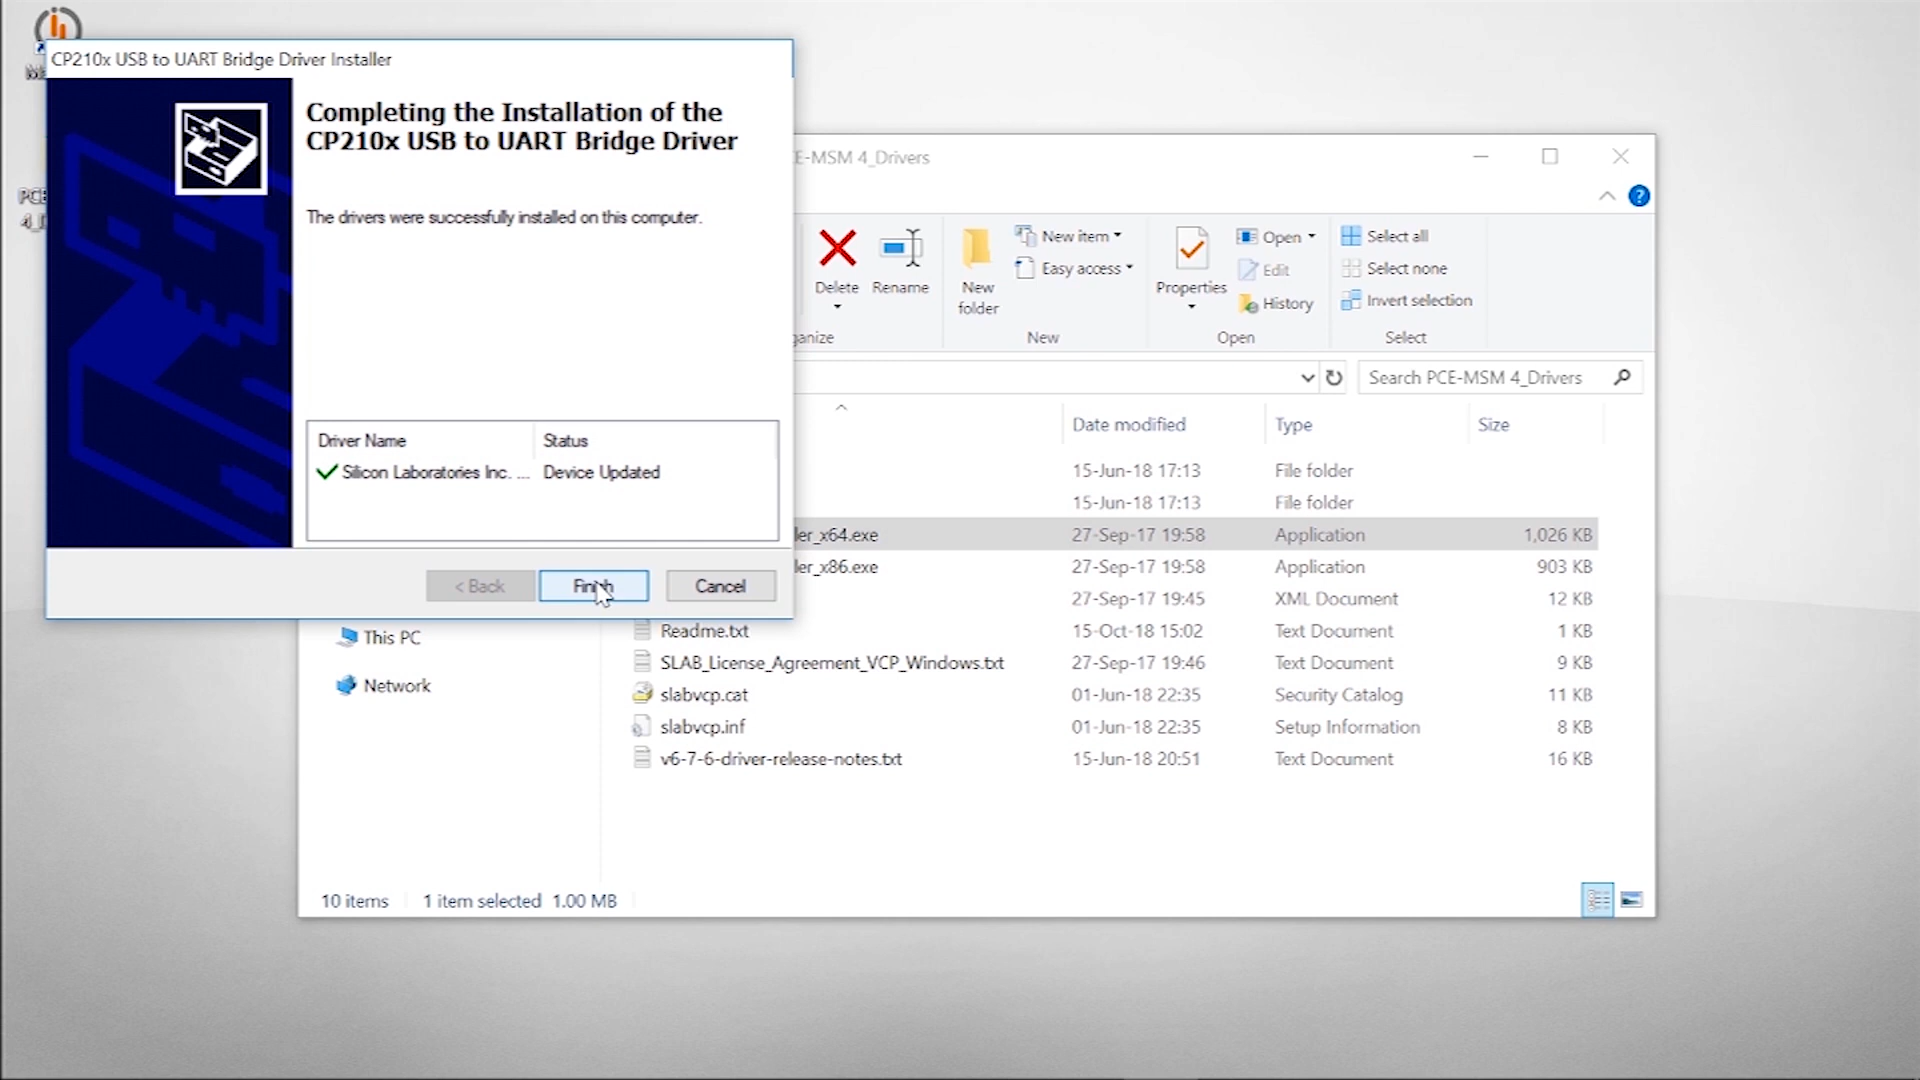 CP210x USB to UART Bridge Driver Installer
Completing the Installation of the
CP210x USB to UART Bridge Driver
The drivers were successfully installed on this computer.
Driver Name Status
Silicon Laboratories Inc. ... Device Updated
< Back Finish Cancel
PCE
E-MSM 4_Drivers
Delete
Rename
New
folder
New item
Easy access
New
Properties
Open
Edit
History
Open
Select all
Select none
Invert selection
Select
Search PCE-MSM 4_Drivers
Date modified Type Size
15-Jun-18 17:13 File folder
15-Jun-18 17:13 File folder
ler_x64.exe 27-Sep-17 19:58 Application 1,026 KB
ler_x86.exe 27-Sep-17 19:58 Application 903 KB
27-Sep-17 19:45 XML Document 12 KB
Readme.txt 15-Oct-18 15:02 Text Document 1 KB
SLAB_License_Agreement_VCP_Windows.txt 27-Sep-17 19:46 Text Document 9 KB
slabvcp.cat 01-Jun-18 22:35 Security Catalog 11 KB
slabvcp.inf 01-Jun-18 22:35 Setup Information 8 KB
v6-7-6-driver-release-notes.txt 15-Jun-18 20:51 Text Document 16 KB
This PC
Network
10 items 1 item selected 1.00 MB